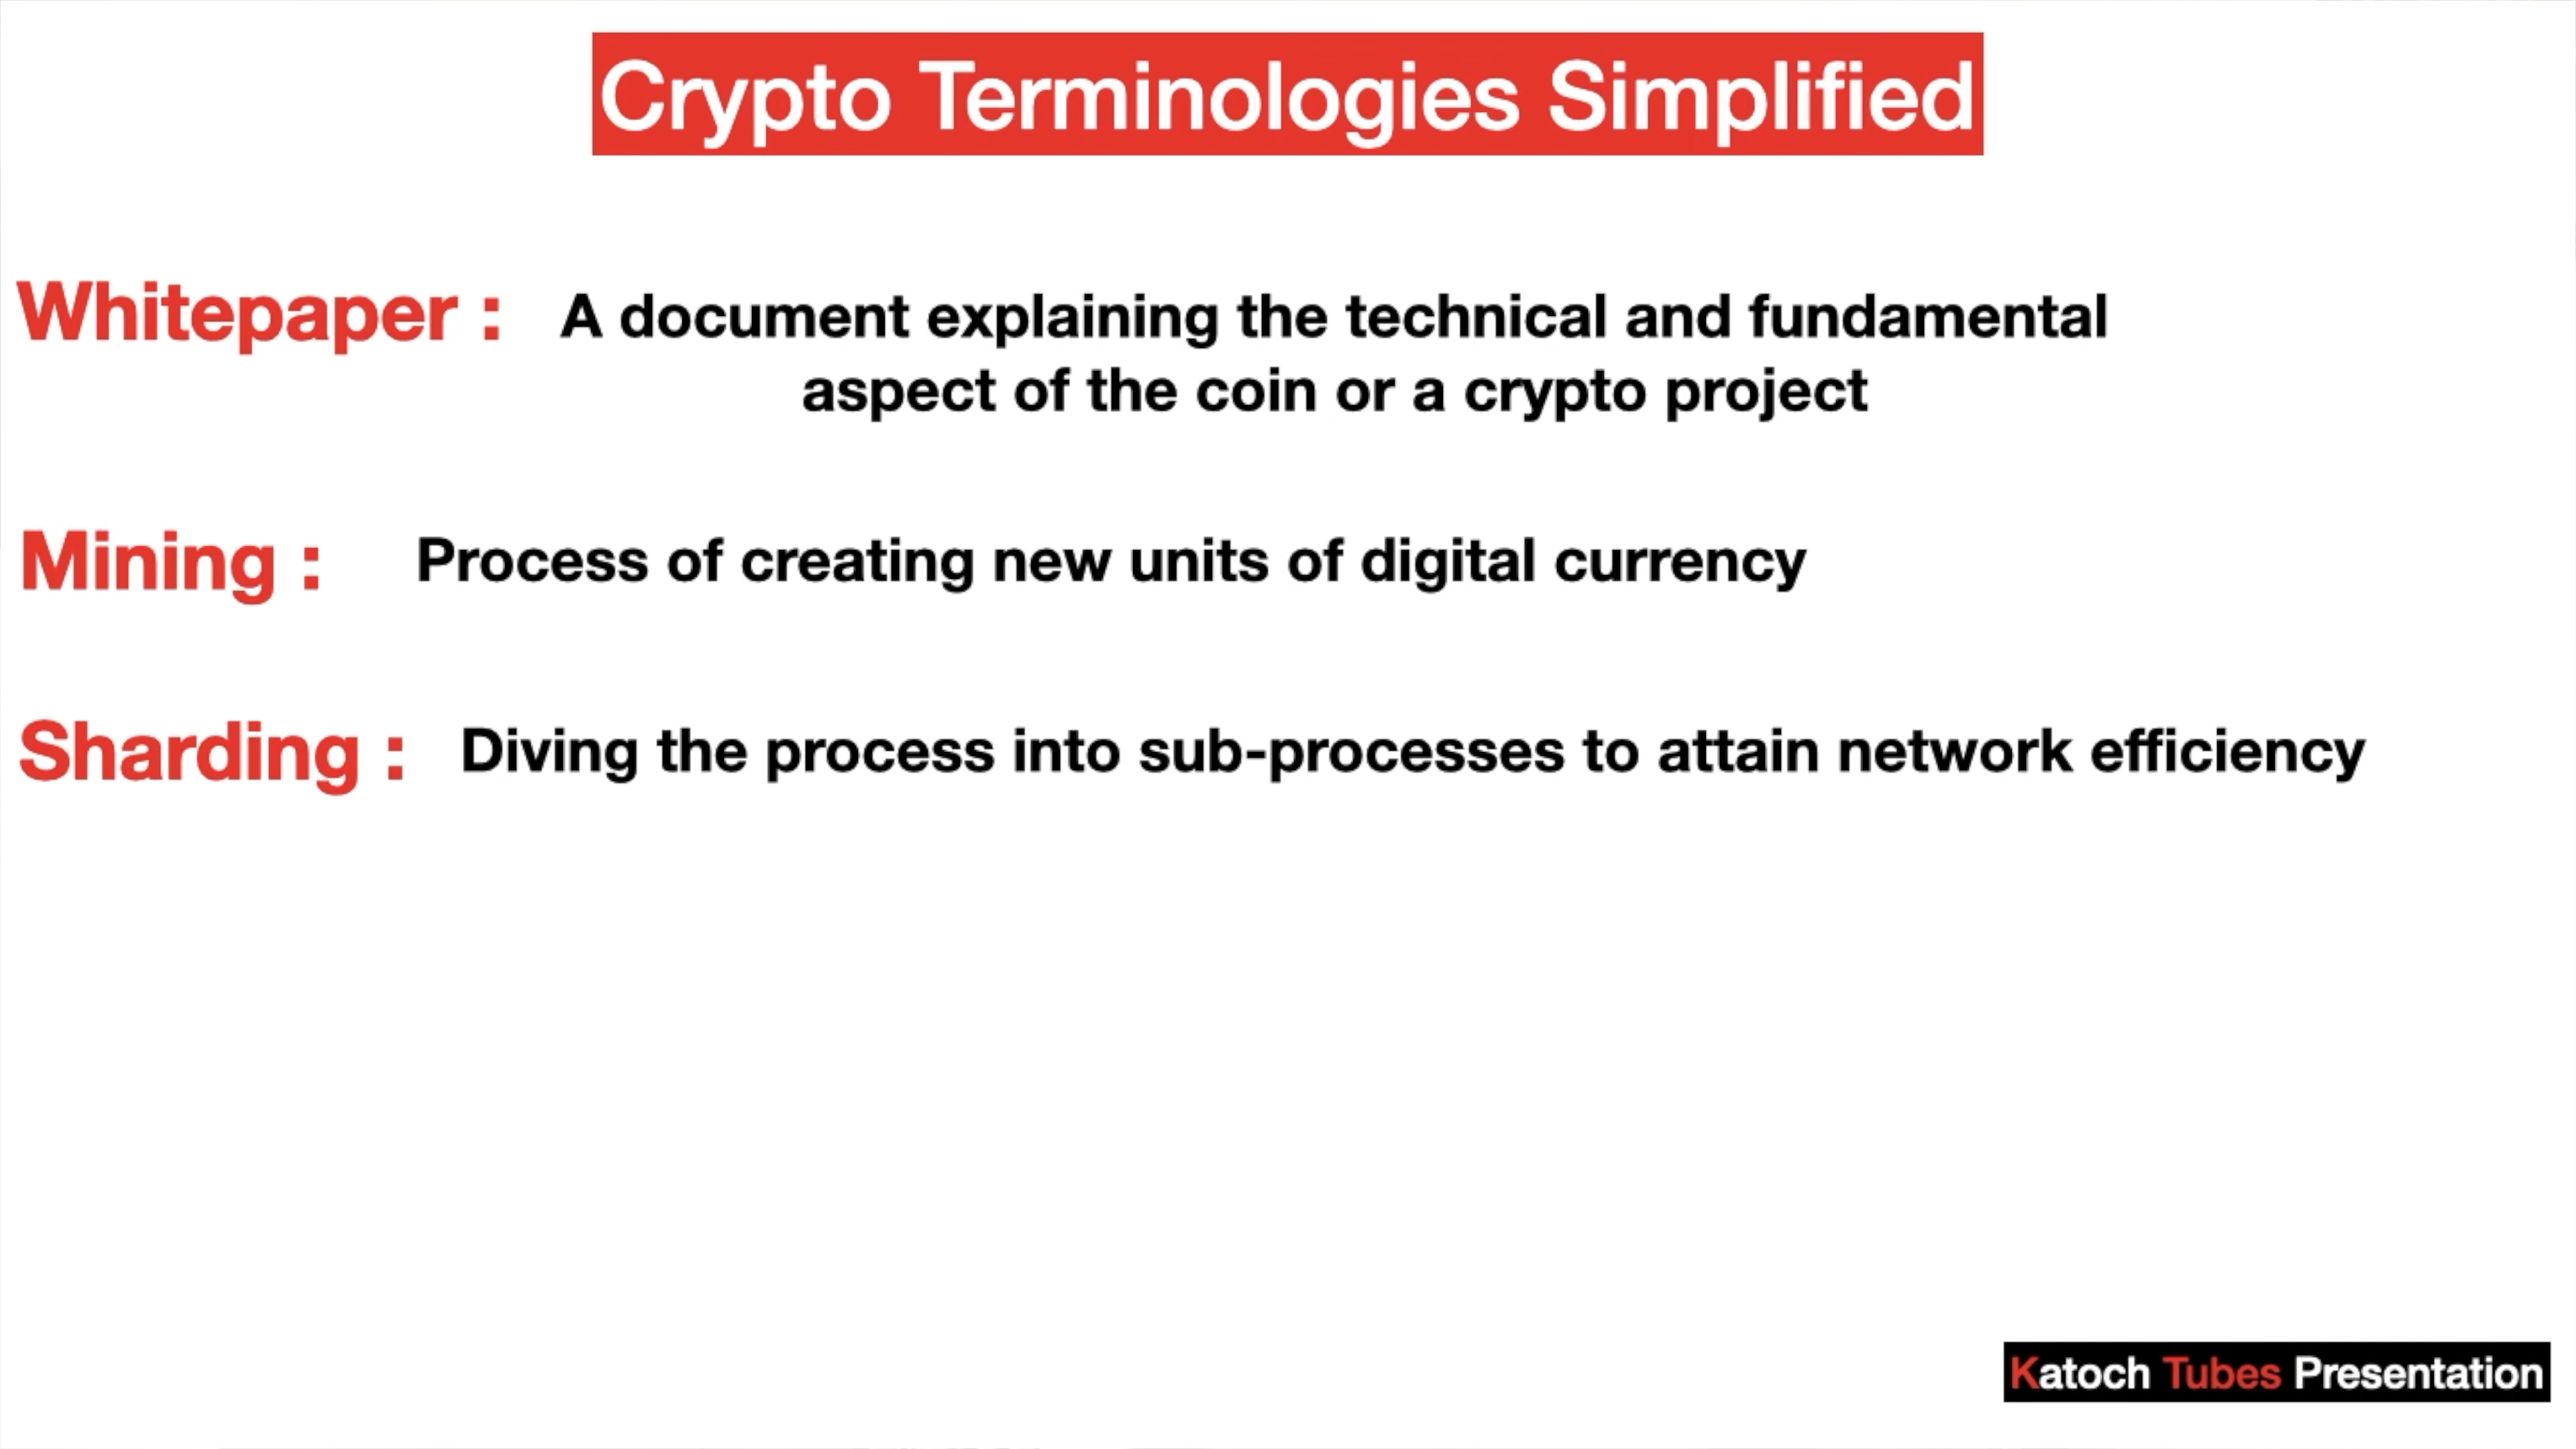 Crypto Terminologies Simplified
Whitepaper : A document explaining the technical and fundamental
aspect of the coin or a crypto project
Mining : Process of creating new units of digital currency
Sharding : Diving the process into sub-processes to attain network efficiency
Katoch Tubes Presentation